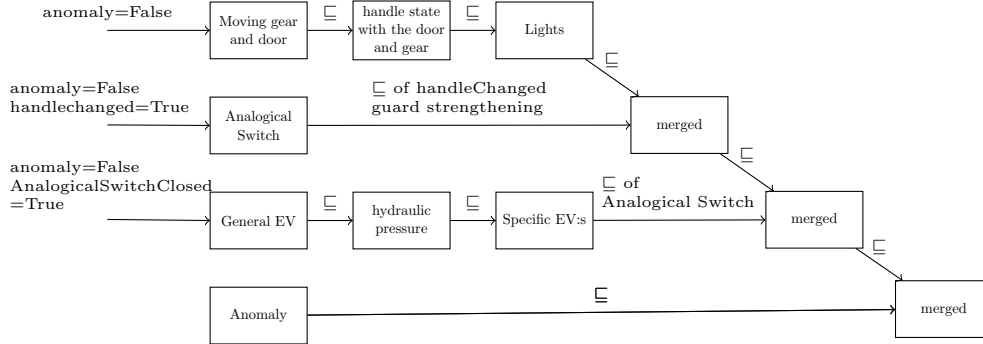 anomaly=False
⊑
⊑
Moving gear
and door
handle state
with the door
and gear
Lights
⊑
anomaly=False
handlechanged=True
⊑ of handleChanged
guard strengthening
Analogical
Switch
merged
⊑
anomaly=False
AnalogicalSwitchClosed
=True
⊑
⊑
⊑ of
Analogical Switch
General EV
hydraulic
pressure
Specific EV:s
merged
⊑
⊑
Anomaly
merged